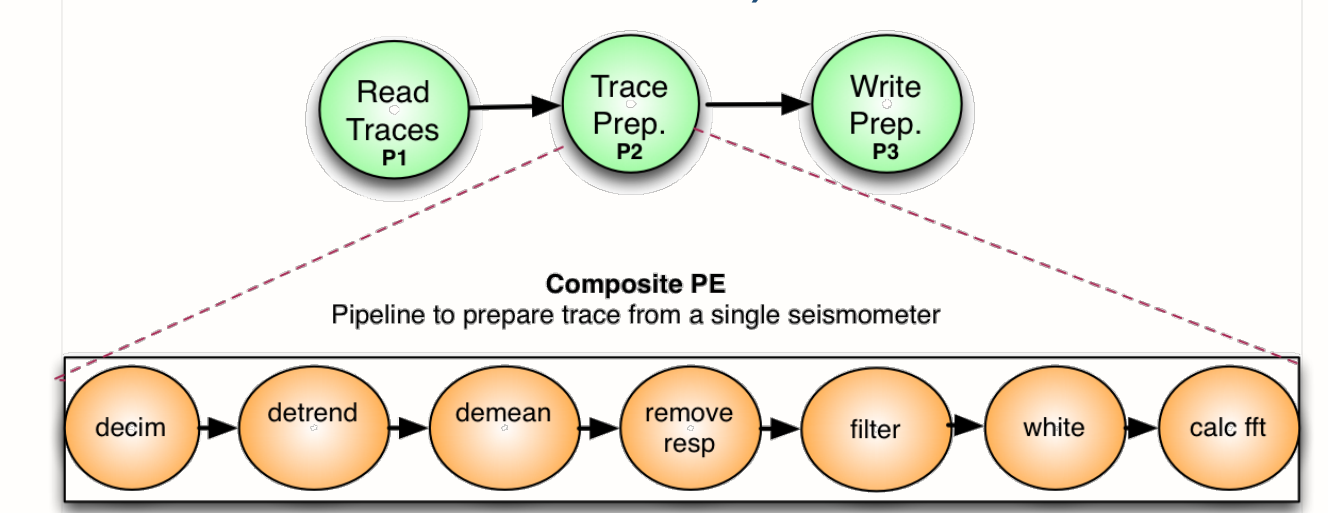 Read
Traces
P1
Trace
Prep.
P2
Write
Prep.
P3
Composite PE
Pipeline to prepare trace from a single seismometer
decim
detrend
demean
remove
resp
filter
white
calc fft